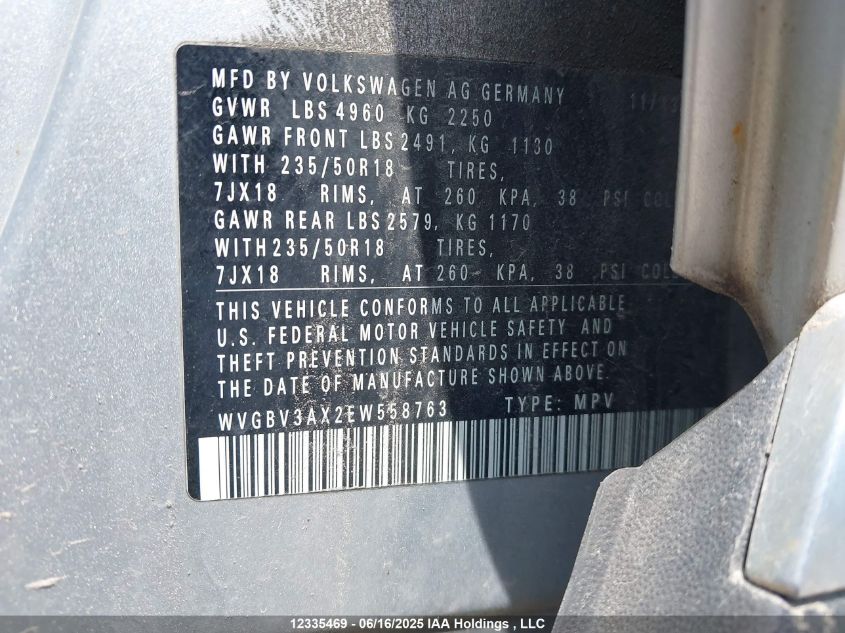 MFD BY VOLKSWAGEN AG GERMANY 11/
GVWR LBS 4960 KG 2250
GAWR FRONT LBS 2491, KG 1130
WITH 235/50R18 TIRES,
7JX18 RIMS, AT 260 KPA, 38 PSI
GAWR REAR LBS 2579, KG 1170
WITH 235/50R18 TIRES,
7JX18 RIMS, AT 260 KPA, 38 PSI COL
THIS VEHICLE CONFORMS TO ALL APPLICABLE
U.S. FEDERAL MOTOR VEHICLE SAFETY AND
THEFT PREVENTION STANDARDS IN EFFECT ON
THE DATE OF MANUFACTURE SHOWN ABOVE.
WVGBV3AX2EW558763 TYPE: MPV
12335469 - 06/16/2025 IAA Holdings, LLC